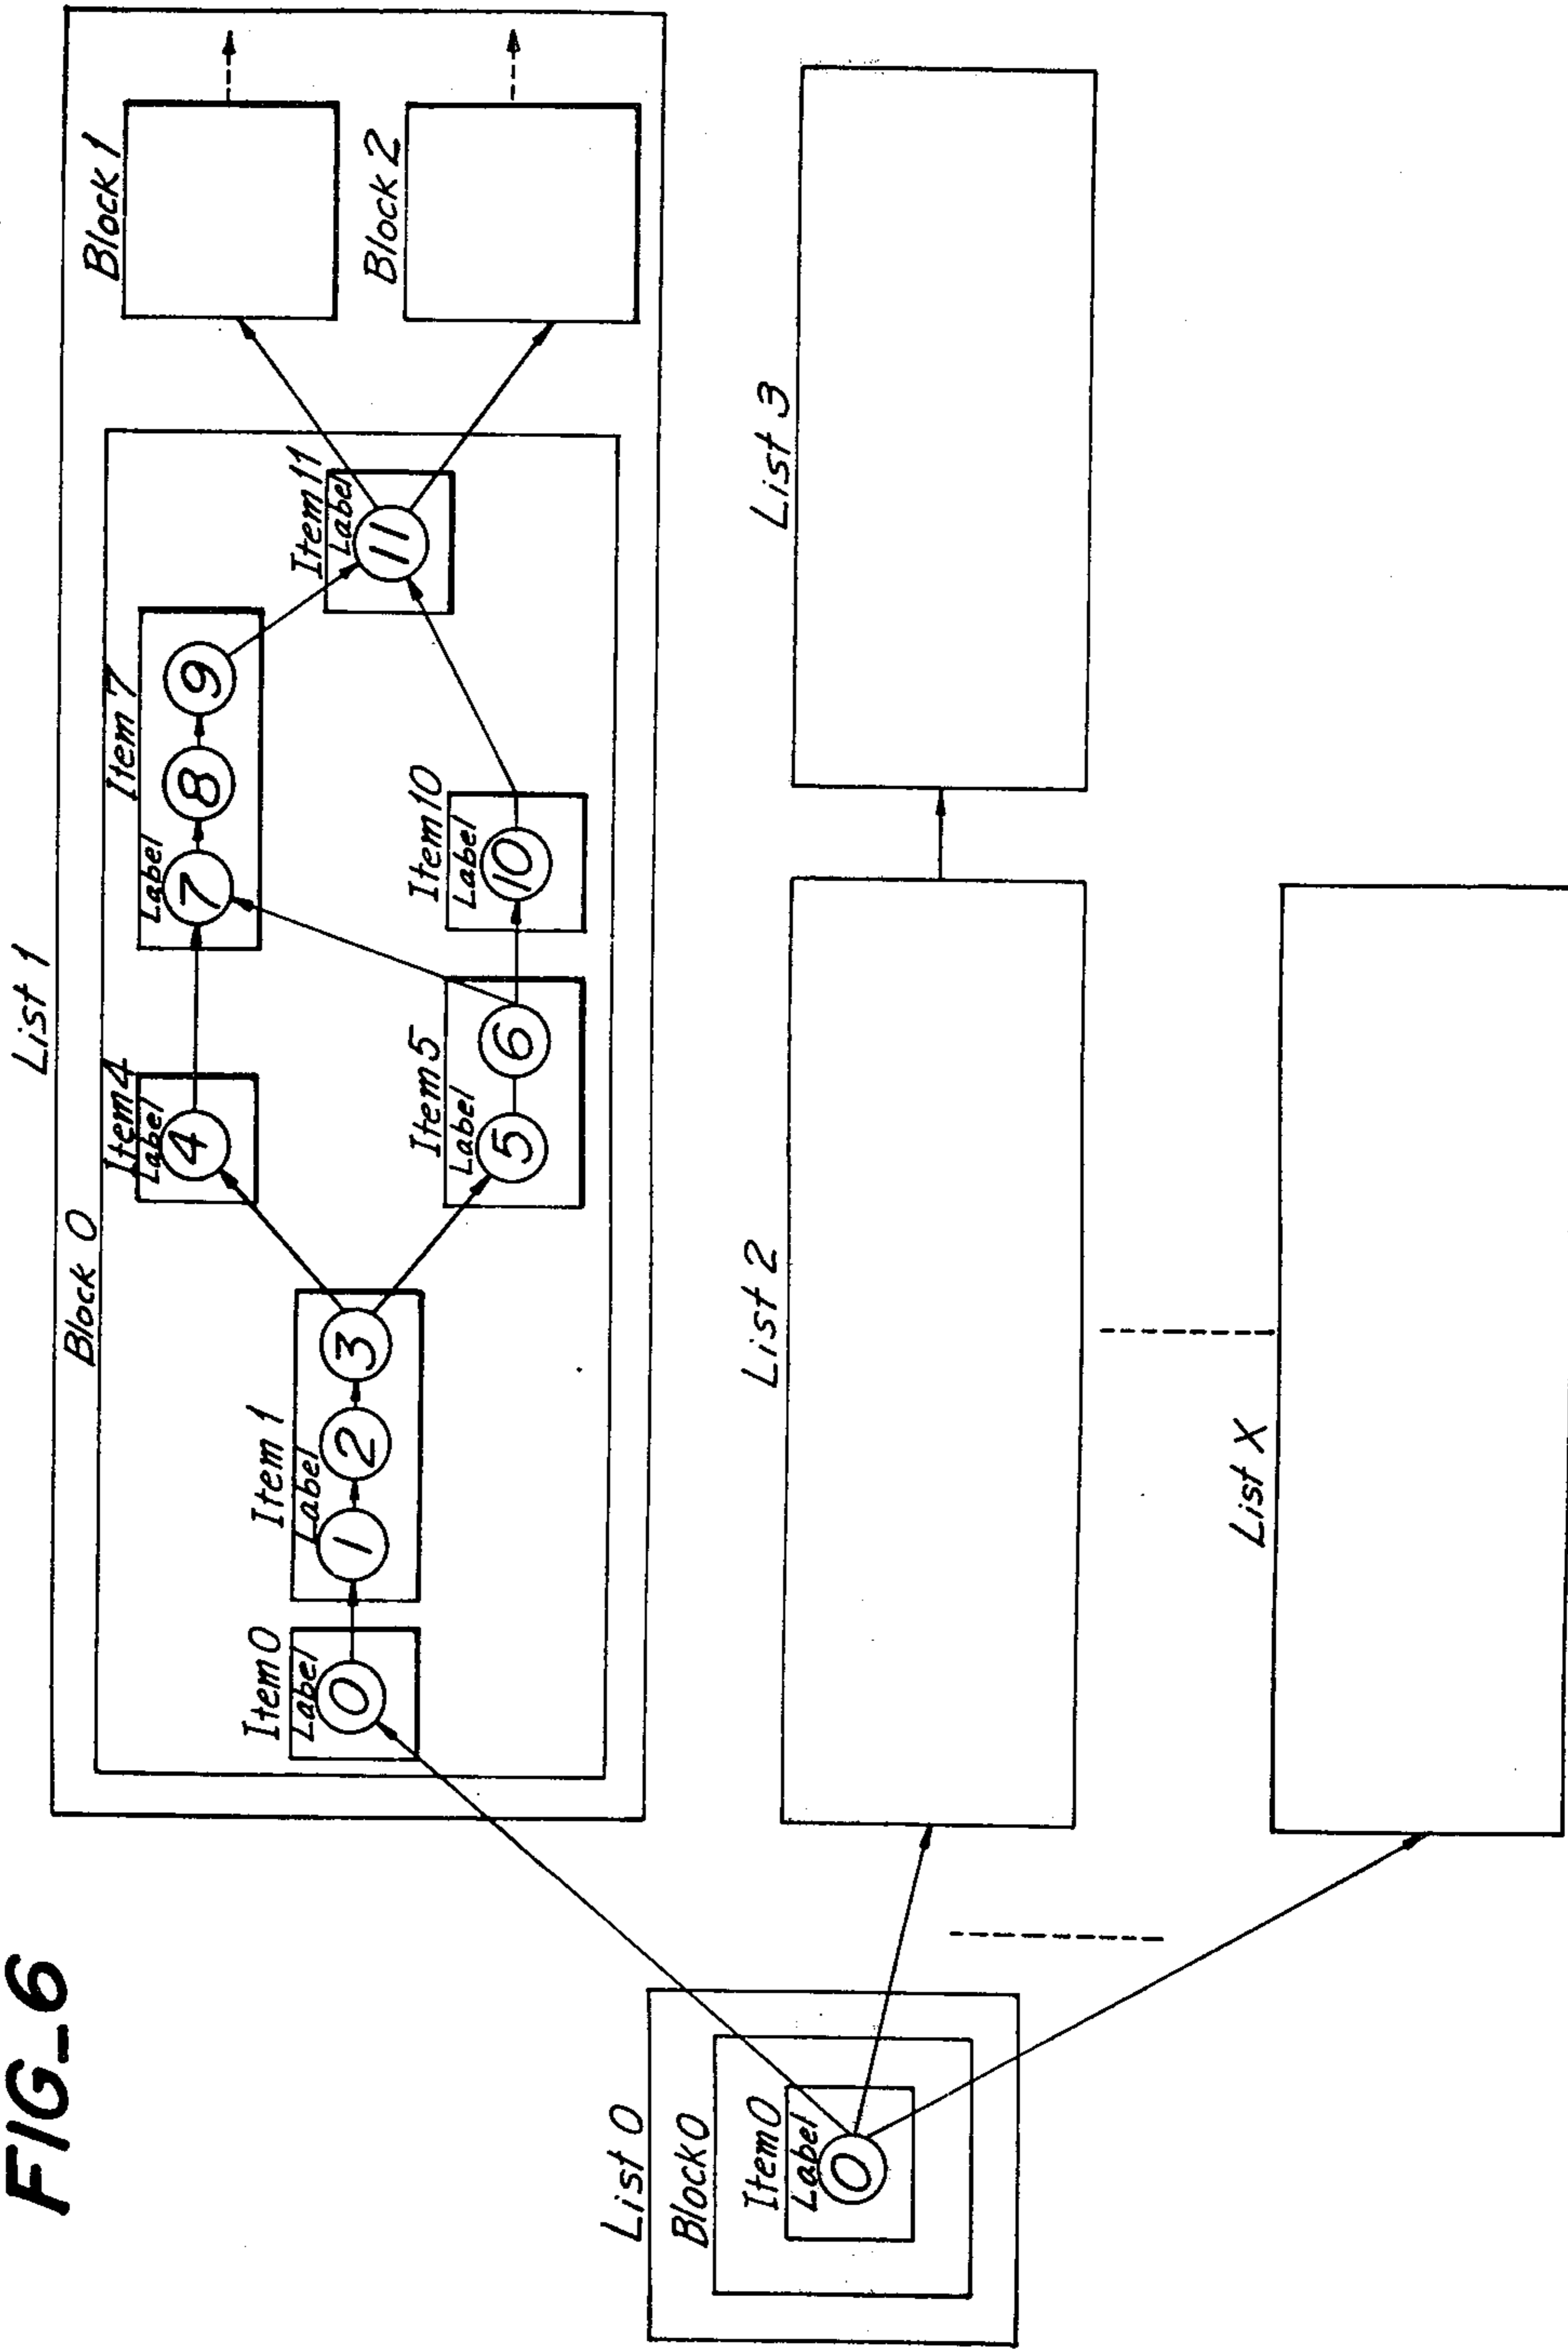 FIG_6
List 1
Block 0
Item 0
Label
0
Item 1
Label
1
2
3
Item 4
Label
4
Item 5
Label
5
6
Item 7
Label
7
8
9
Item 10
Label
10
Item 11
Label
11
Block 1
Block 2
List 0
Block 0
Item 0
Label
0
List 2
List 3
List X